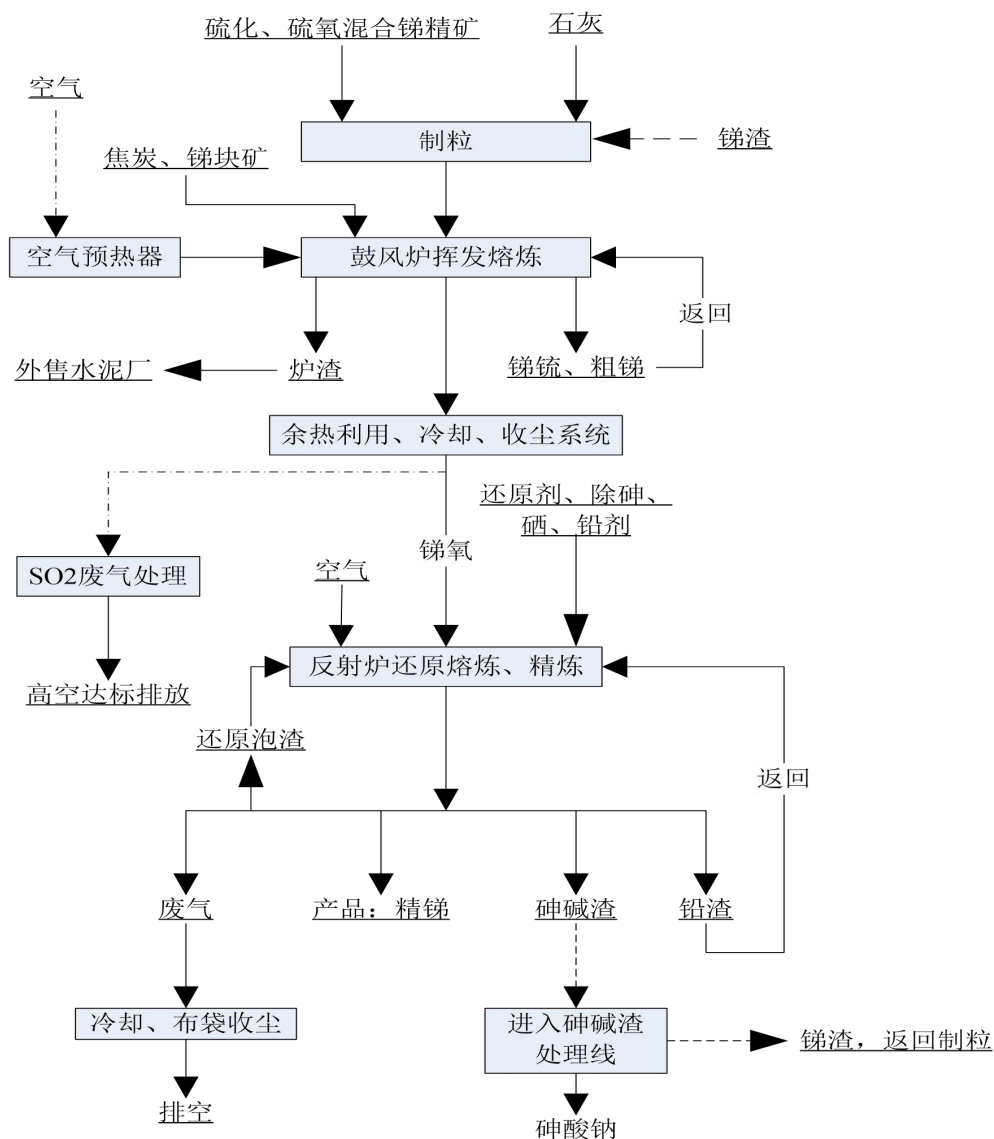 硫化、硫氧混合锑精矿
石灰
空气
制粒
锑渣
焦炭、锑块矿
空气预热器
鼓风炉挥发熔炼
返回
外售水泥厂
炉渣
锑锍、粗锑
余热利用、冷却、收尘系统
还原剂、除砷、
硒、铅剂
锑氧
空气
SO2废气处理
反射炉还原熔炼、精炼
高空达标排放
还原泡渣
返回
废气
产品：精锑
砷碱渣
铅渣
冷却、布袋收尘
进入砷碱渣
处理线
锑渣，返回制粒
排空
砷酸钠